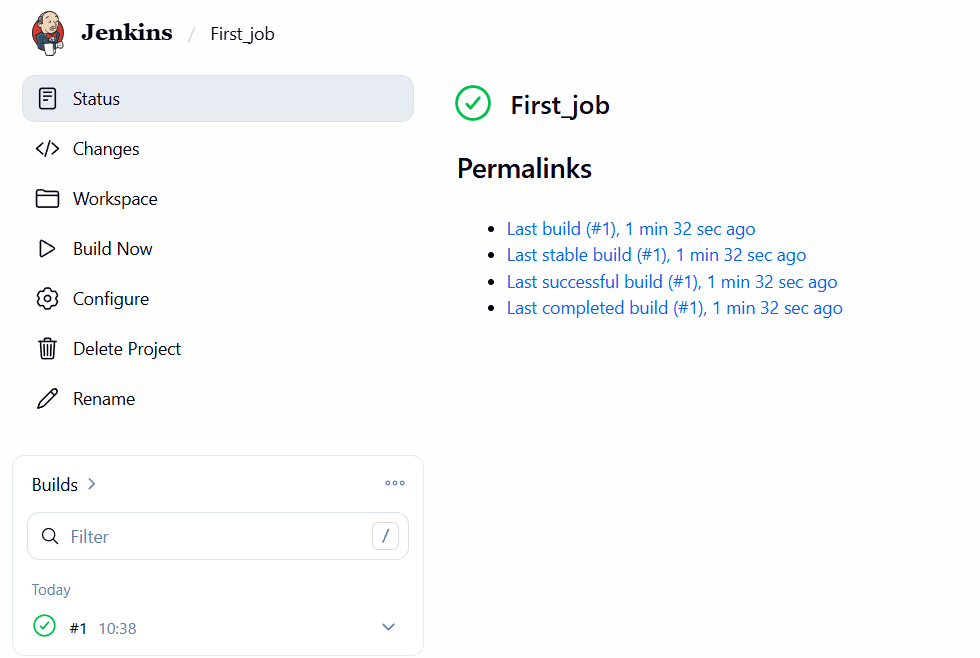 Jenkins / First_job
Status
Changes
Workspace
Build Now
Configure
Delete Project
Rename
Builds
Filter /
Today
#1 10:38
First_job
Permalinks
Last build (#1), 1 min 32 sec ago
Last stable build (#1), 1 min 32 sec ago
Last successful build (#1), 1 min 32 sec ago
Last completed build (#1), 1 min 32 sec ago